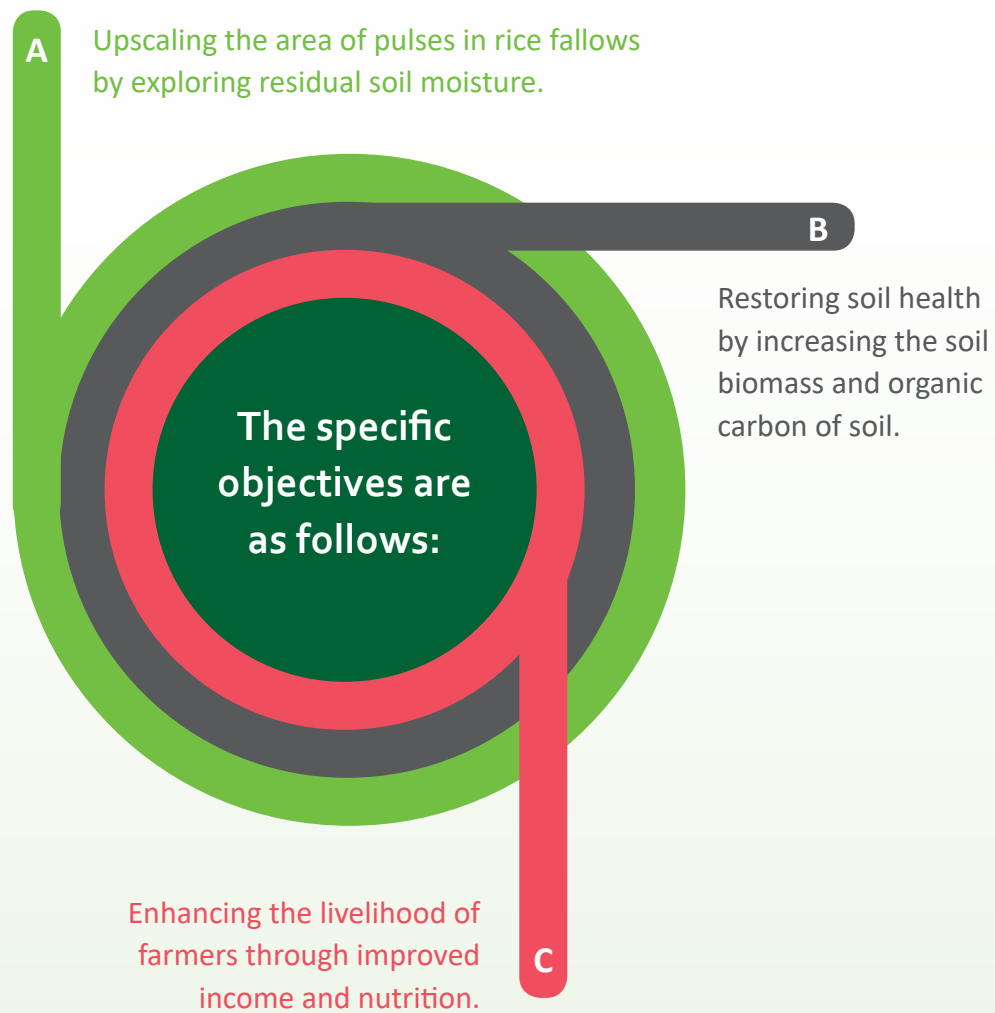 A
Upscaling the area of pulses in rice fallows
by exploring residual soil moisture.
B
Restoring soil health
by increasing the soil
biomass and organic
carbon of soil.
The specific
objectives are
as follows:
Enhancing the livelihood of
farmers through improved
income and nutrition.
C